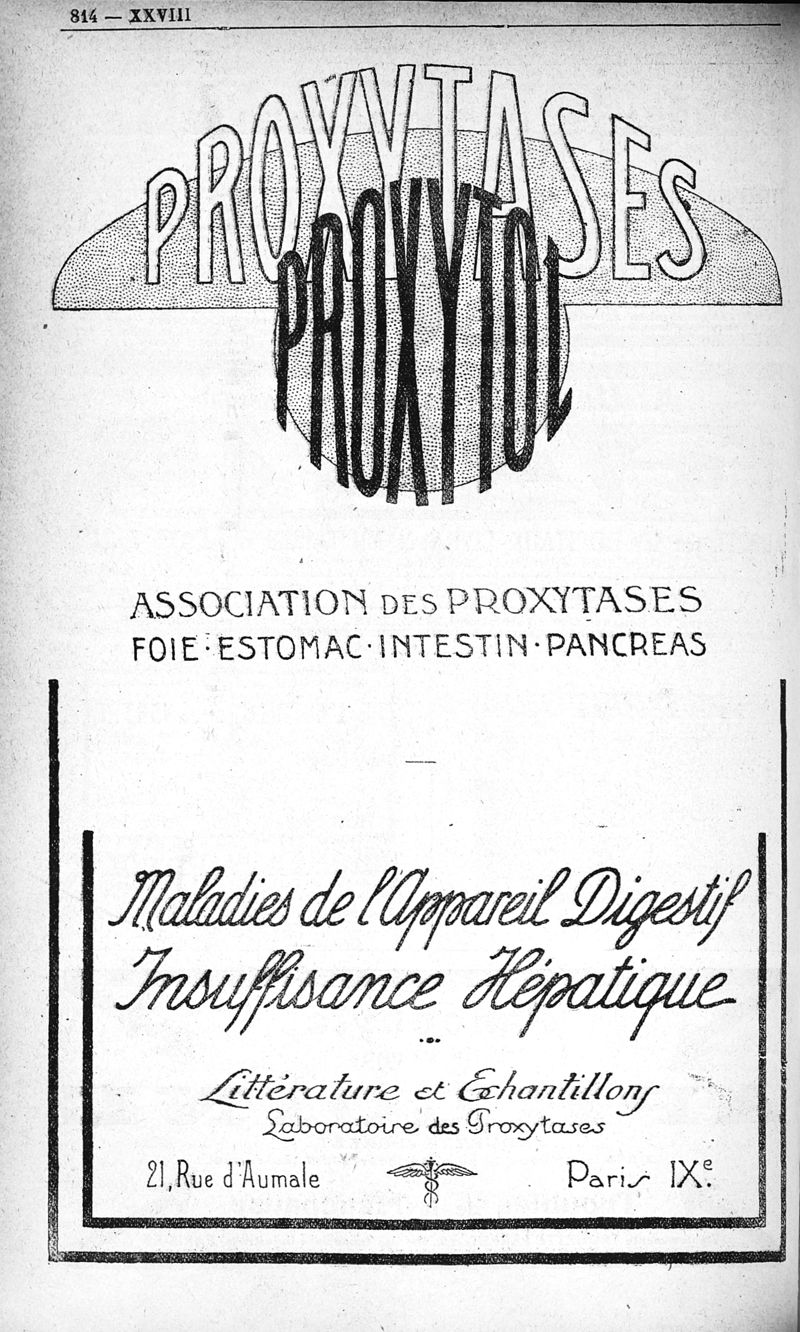 814 — XXVIII
PROXYTASES
PROXYTOL
ASSOCIATION DES PROXYTASES
FOIE · ESTOMAC · INTESTIN · PANCREAS
Maladies de l'Appareil Digestif
Insuffisance Hépatique
Littérature et Echantillons
Laboratoire des Proxytases
21, Rue d'Aumale Paris IXe.